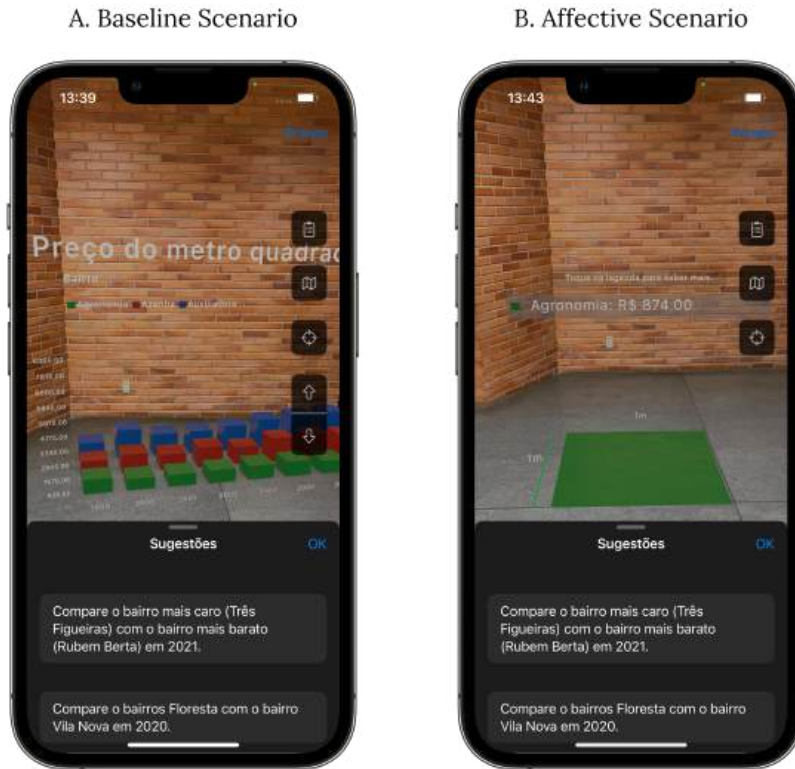 A. Baseline Scenario
B. Affective Scenario
13:39
Preço do metro quadrad
Bairro
Agronomia Azenha Auxiliadora
Sugestões
OK
Compare o bairro mais caro (Três
Figueiras) com o bairro mais barato
(Rubem Berta) em 2021.
Compare o bairros Floresta com o bairro
Vila Nova em 2020.
13:43
Toque na legenda para saber mais
Agronomia: R$ 874.00
1m
1m
Sugestões
OK
Compare o bairro mais caro (Três
Figueiras) com o bairro mais barato
(Rubem Berta) em 2021.
Compare o bairros Floresta com o bairro
Vila Nova em 2020.